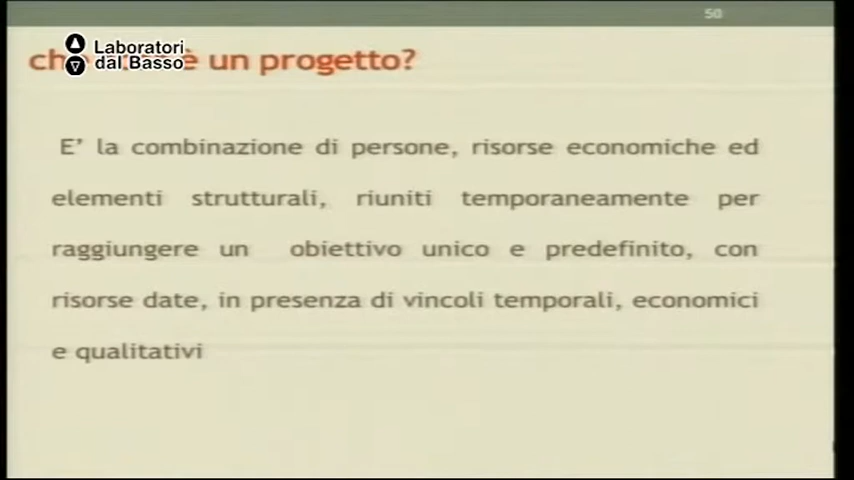 50
Laboratori
dal Basso
è un progetto?
E’ la combinazione di persone, risorse economiche ed
elementi strutturali, riuniti temporaneamente per
raggiungere un obiettivo unico e predefinito, con
risorse date, in presenza di vincoli temporali, economici
e qualitativi